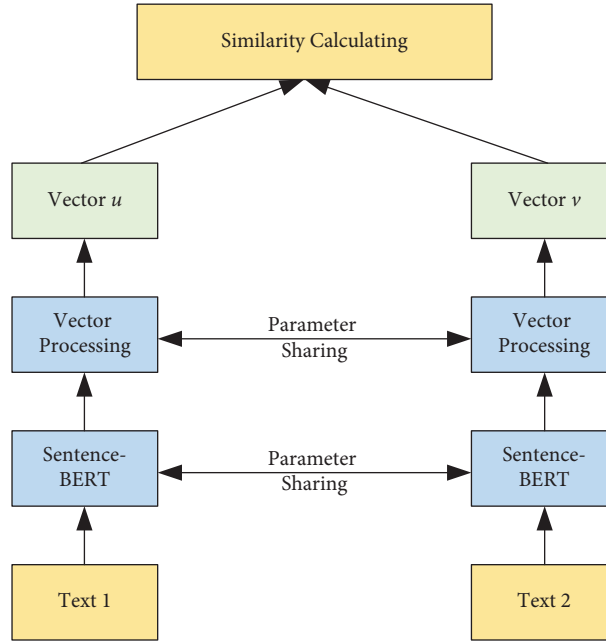 Similarity Calculating
Vector u
Vector v
Vector
Processing
Parameter
Sharing
Vector
Processing
Sentence-
BERT
Parameter
Sharing
Sentence-
BERT
Text 1
Text 2